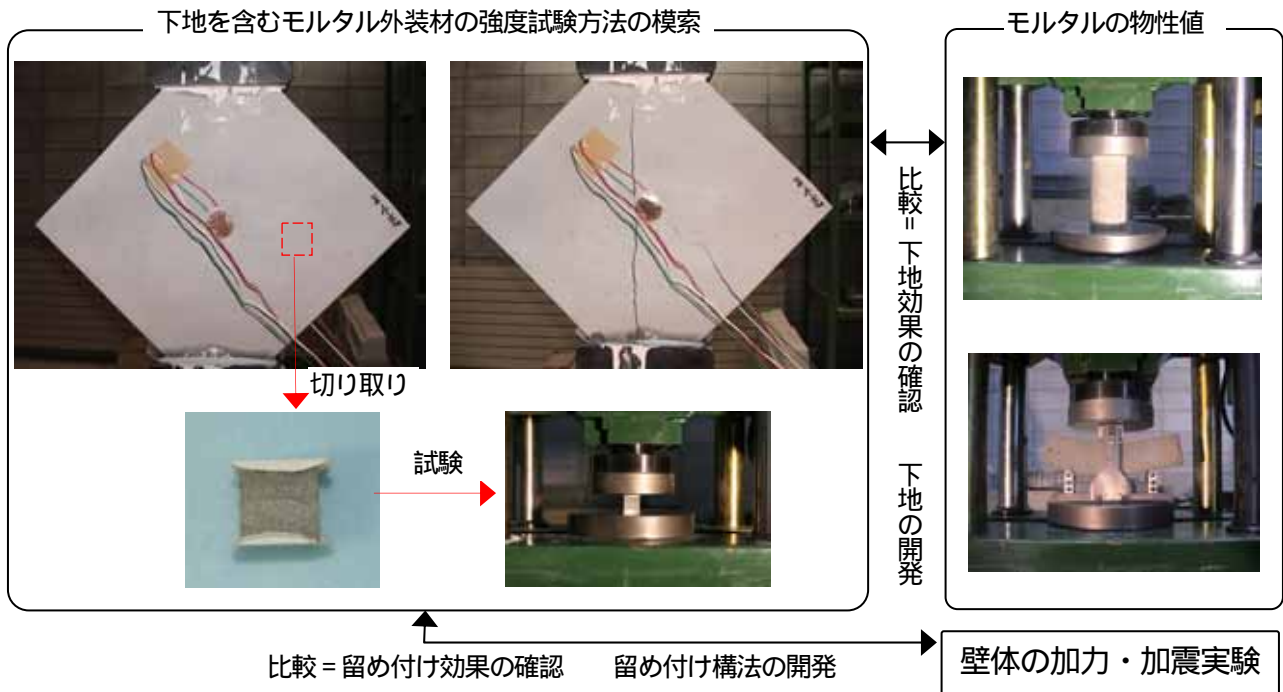 下地を含むモルタル外装材の強度試験方法の模索
モルタルの物性値
切り取り
試験
比較＝下地効果の確認
下地の開発
比較＝留め付け効果の確認
留め付け構法の開発
壁体の加力・加震実験